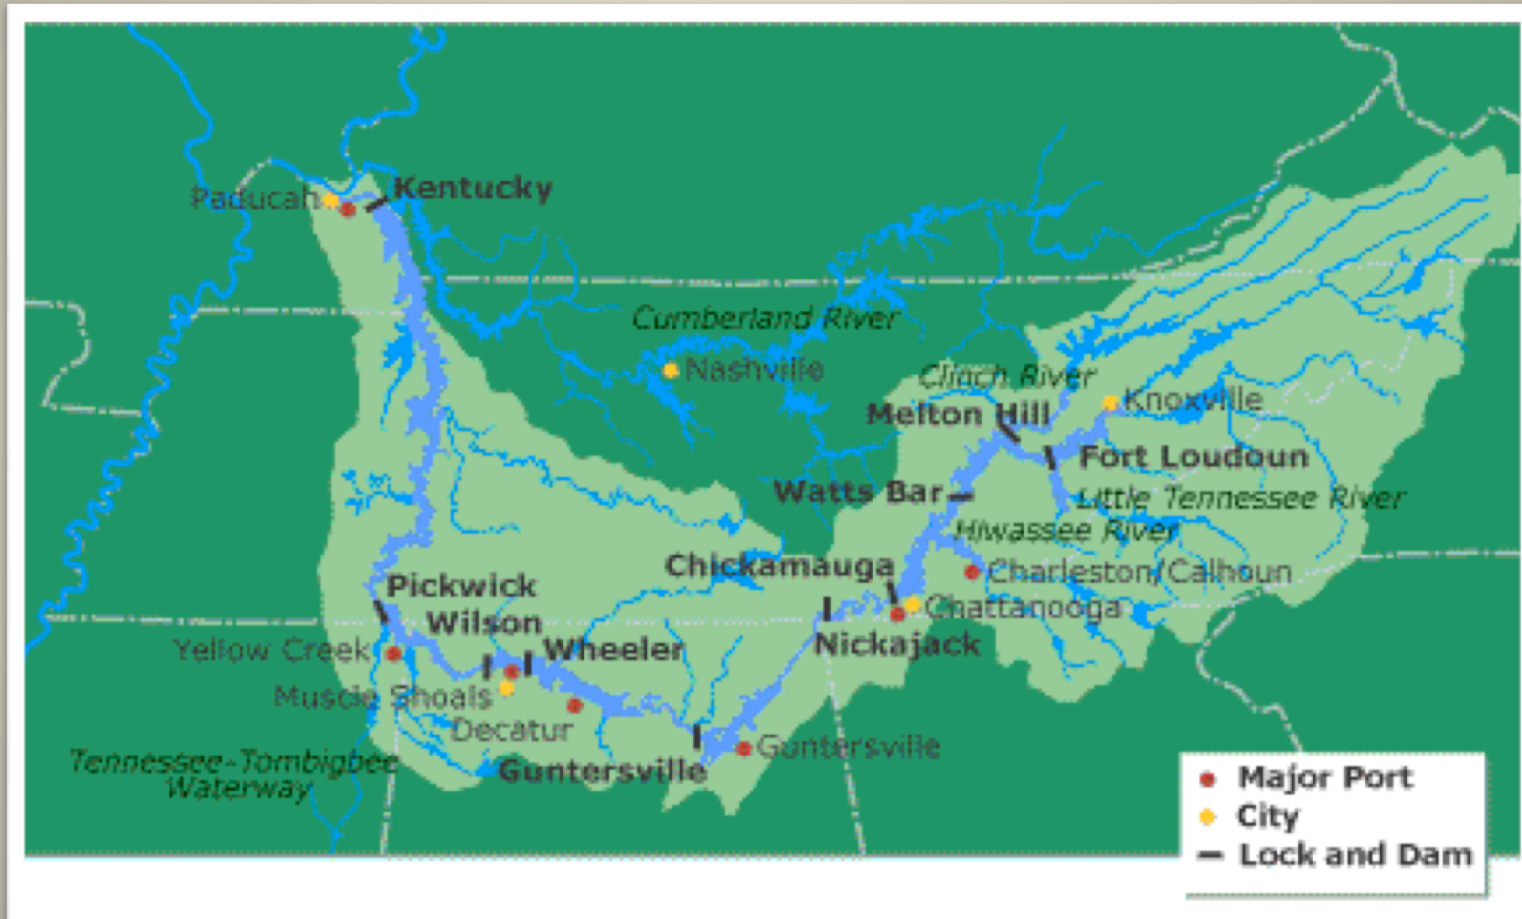 Paducah
Kentucky
Cumberland River
Nashville
Clinch River
Knoxville
Melton Hill
Fort Loudoun
Watts Bar
Little Tennessee River
Hiwassee River
Chickamauga
Charleston/Calhoun
Pickwick
Chattanooga
Wilson
Nickajack
Yellow Creek
Wheeler
Muscle Shoals
Decatur
Guntersville
Tennessee-Tombigbee
Waterway
Guntersville
Major Port
City
Lock and Dam